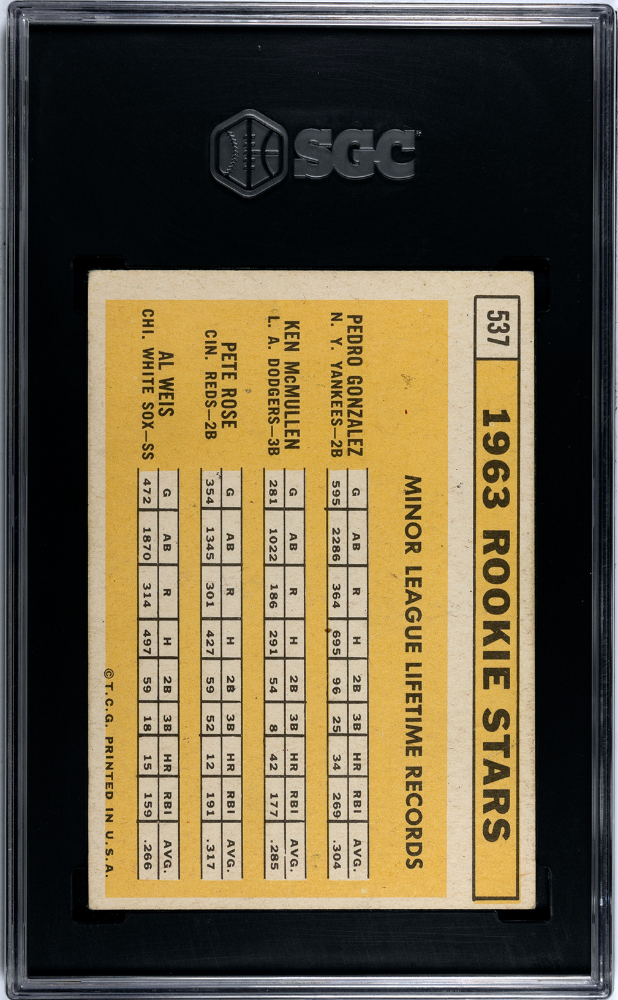 SGC
537
1963 ROOKIE STARS
MINOR LEAGUE LIFETIME RECORDS
PEDRO GONZALEZ
N. Y. YANKEES—2B
G AB R H 2B 3B HR RBI AVG.
595 2286 364 695 96 25 34 269 .304
KEN McMULLEN
L. A. DODGERS—3B
G AB R H 2B 3B HR RBI AVG.
281 1022 186 291 54 8 42 177 .285
PETE ROSE
CIN. REDS—2B
G AB R H 2B 3B HR RBI AVG.
354 1345 301 427 59 52 12 191 .317
AL WEIS
CHI. WHITE SOX—SS
G AB R H 2B 3B HR RBI AVG.
472 1870 314 497 59 18 15 159 .266
© T. C. G. PRINTED IN U. S. A.